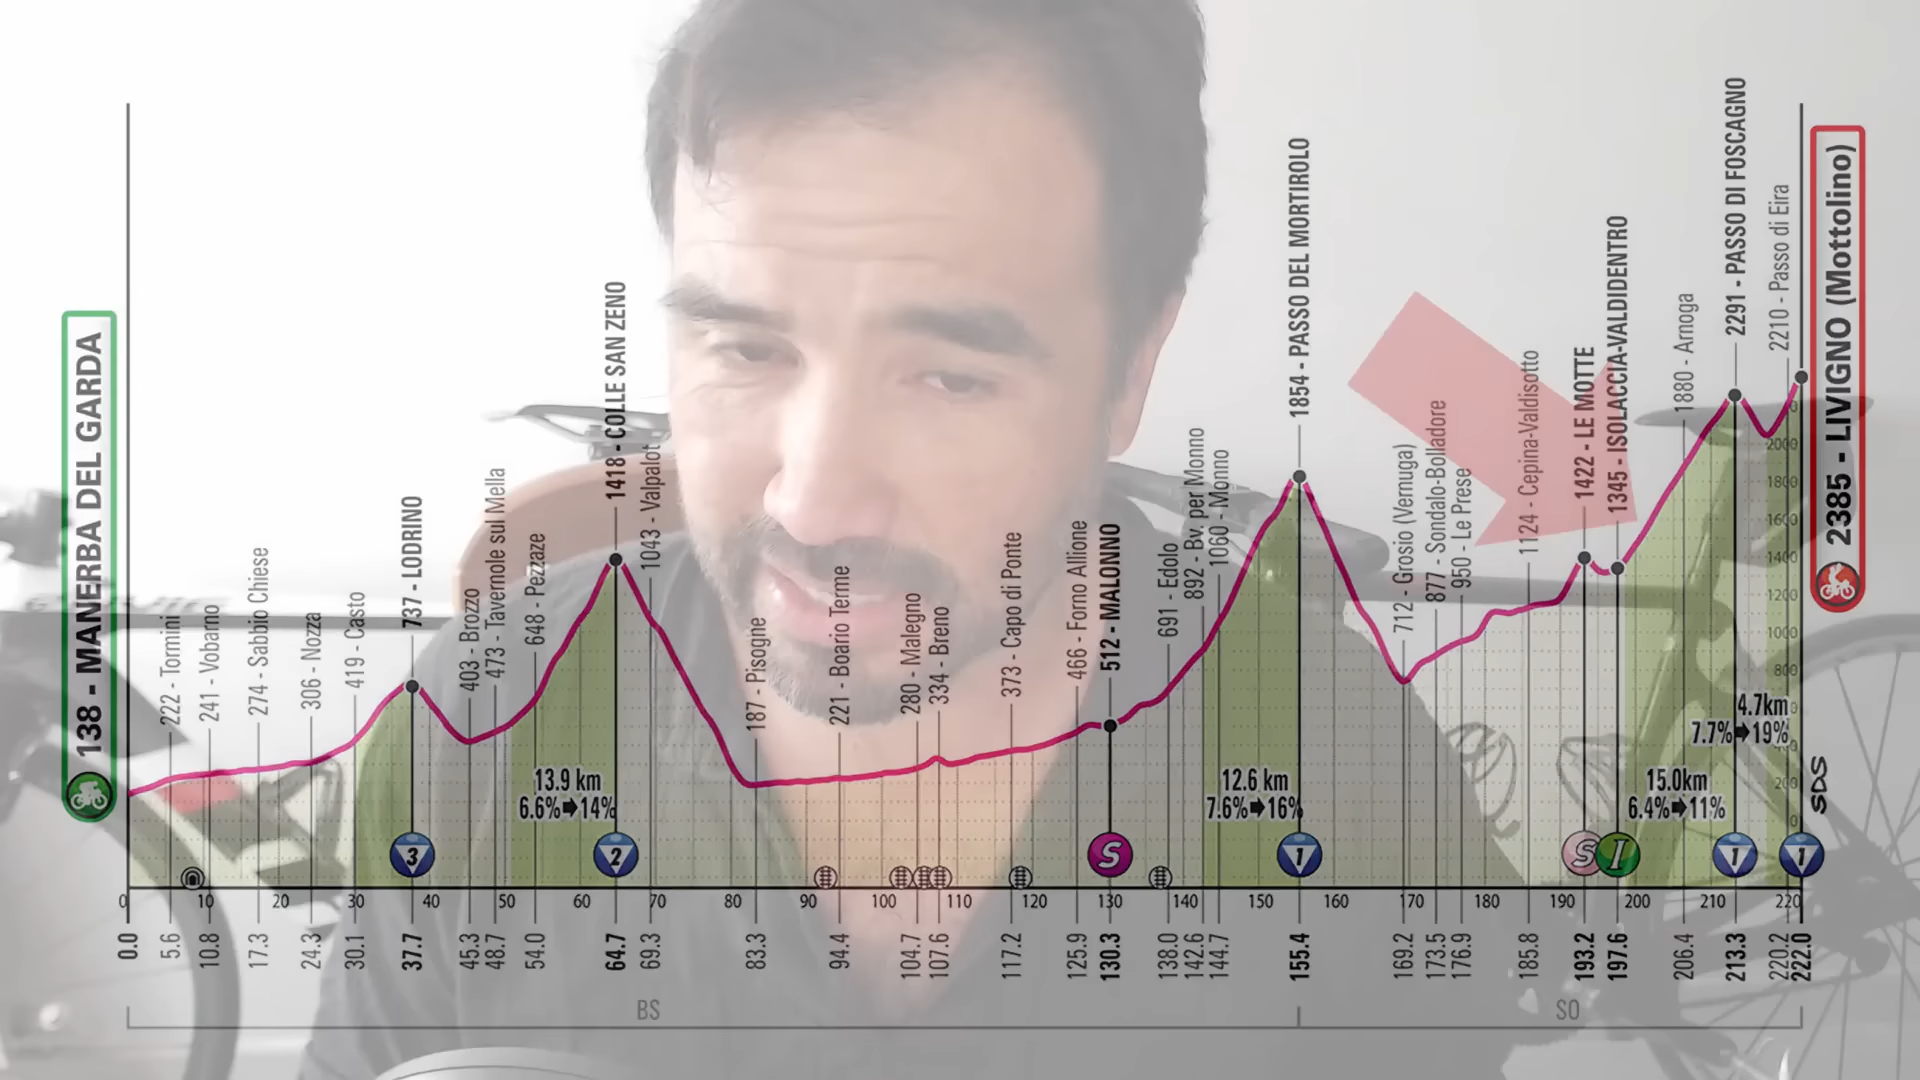 138 - MANERBA DEL GARDA
222 - Tormini
241 - Vobarno
274 - Sabbio Chiese
306 - Nozza
419 - Casto
737 - LODRINO
403 - Brozzo
473 - Tavernole sul Mella
648 - Pezzaze
1418 - COLLE SAN ZENO
1043 - Valpalot
187 - Pisogne
221 - Boario Terme
280 - Malegno
334 - Breno
373 - Capo di Ponte
466 - Forno Allione
512 - MALONNO
691 - Edolo
892 - Bv. per Monno
1060 - Monno
1854 - PASSO DEL MORTIROLO
712 - Grosio (Vernuga)
877 - Sondalo-Bolladore
950 - Le Prese
1124 - Cepina-Valdisotto
1422 - LE MOTTE
1345 - ISOLACCIA-VALDIDENTRO
1880 - Arnoga
2291 - PASSO DI FOSCAGNO
2210 - Passo di Eira
2385 - LIVIGNO (Mottolino)
2000
1800
1600
1400
1200
1000
800
400
200
0
13.9 km
6.6% 14%
12.6 km
7.6% 16%
15.0km
6.4% 11%
4.7km
7.7% 19%
SDS
3
2
S
1
S
I
1
1
0 10 20 30 40 50 60 70 80 90 100 110 120 130 140 150 160 170 180 190 200 210 220
0.0 5.6 10.8 17.3 24.3 30.1 37.7 45.3 48.7 54.0 64.7 69.3 83.3 94.4 104.7 107.6 117.2 125.9 130.3 138.0 142.6 144.7 155.4 169.2 173.5 176.9 185.8 193.2 197.6 206.4 213.3 220.2 222.0
BS SO